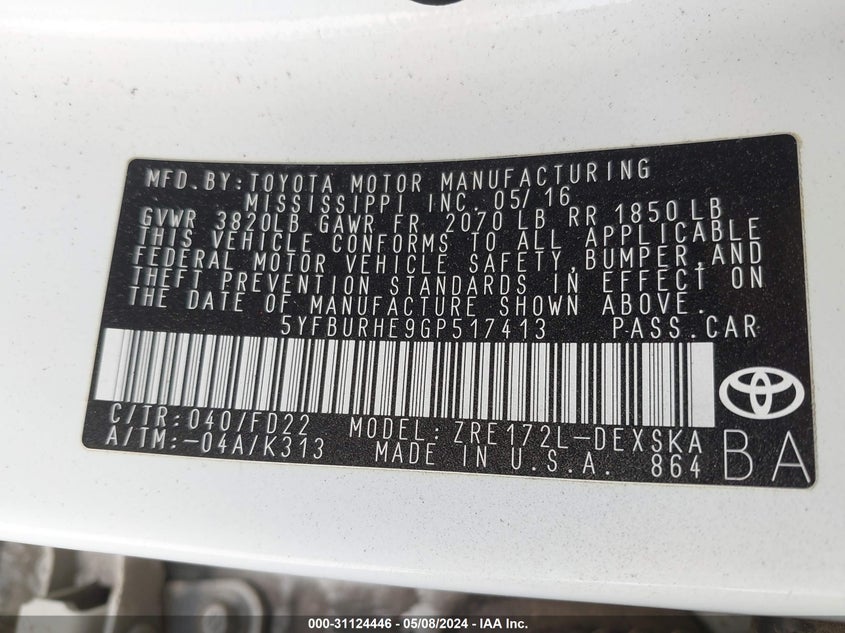 MFD.BY:TOYOTA MOTOR MANUFACTURING
MISSISSIPPI INC. 05/16
GVWR 3820LB GAWR FR 2070 LB RR 1850LB
THIS VEHICLE CONFORMS TO ALL APPLICABLE
FEDERAL MOTOR VEHICLE SAFETY,BUMPER,AND
THEFT PREVENTION STANDARDS IN EFFECT ON
THE DATE OF MANUFACTURE SHOWN ABOVE.
5YFBURHE9GP517413 PASS.CAR
C/TR:040/FD22 MODEL:ZRE172L-DEXSKA
A/TM:-04A/K313 MADE IN U.S.A. 864
BA
000-31124446 - 05/08/2024 - IAA Inc.